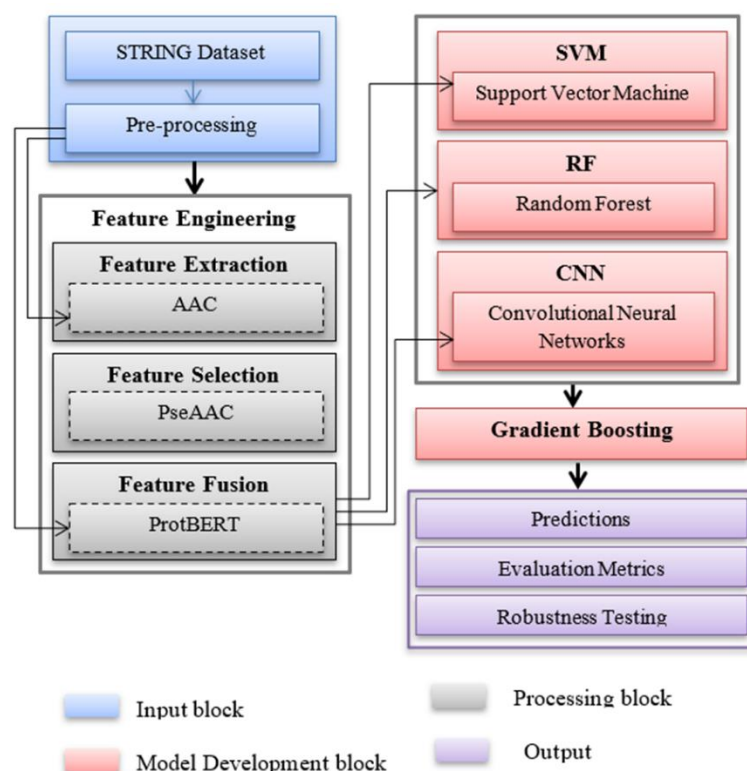 STRING Dataset
Pre-processing
Feature Engineering
Feature Extraction
AAC
Feature Selection
PseAAC
Feature Fusion
ProtBERT
SVM
Support Vector Machine
RF
Random Forest
CNN
Convolutional Neural
Networks
Gradient Boosting
Predictions
Evaluation Metrics
Robustness Testing
Input block
Processing block
Model Development block
Output